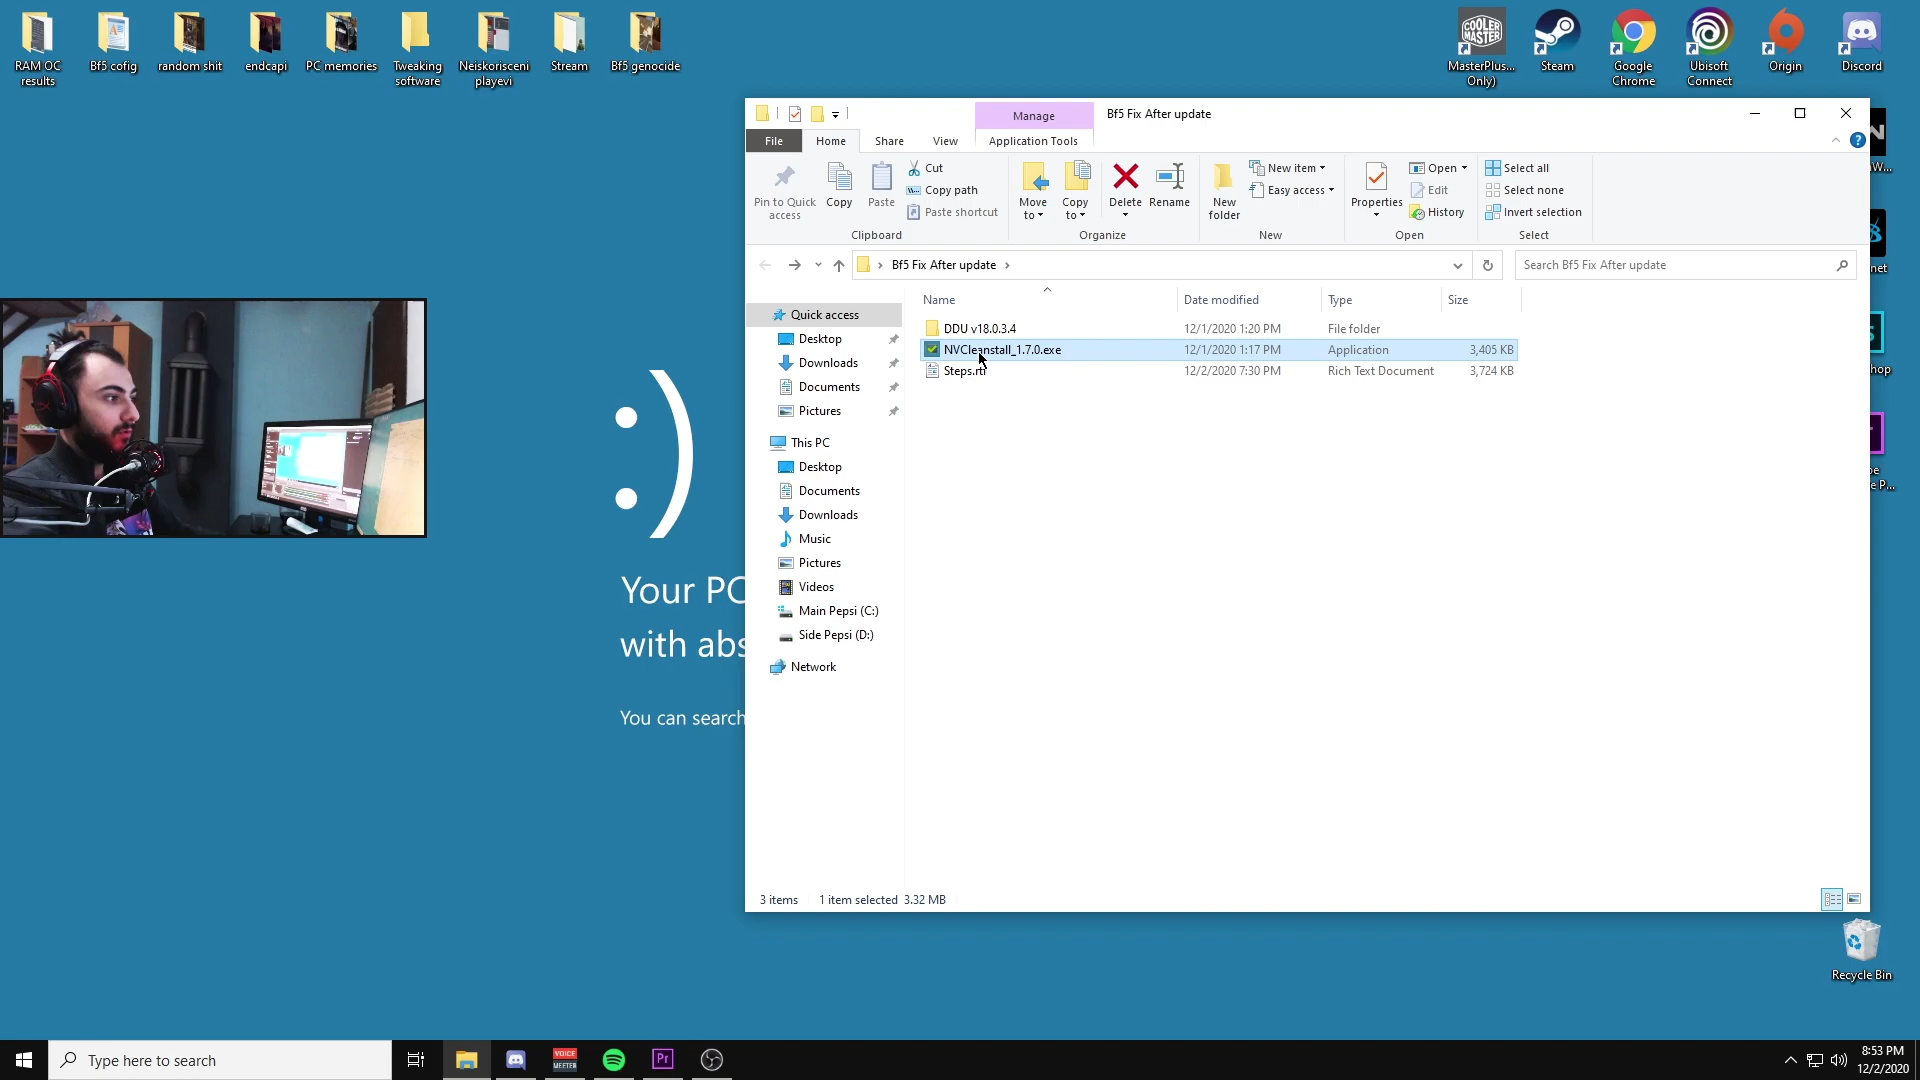 RAM OC
results
Bf5 cofig
random shit
endcapi
PC memories
Tweaking
software
Neiskorisceni
playevi
Stream
Bf5 genocide
COOLER
MASTER
MasterPlus...
Only)
Steam
Google
Chrome
Ubisoft
Connect
Origin
Discord
Manage
Bf5 Fix After update
File
Home
Share
View
Application Tools
Pin to Quick
access
Copy
Paste
Cut
Copy path
Paste shortcut
Clipboard
Move
to
Copy
to
Delete
Rename
Organize
New
folder
New item
Easy access
New
Properties
Open
Edit
History
Open
Select all
Select none
Invert selection
Select
Bf5 Fix After update
Search Bf5 Fix After update
Name
Date modified
Type
Size
DDU v18.0.3.4
12/1/2020 1:20 PM
File folder
NVCleanstall_1.7.0.exe
12/1/2020 1:17 PM
Application
3,405 KB
Steps.rtf
12/2/2020 7:30 PM
Rich Text Document
3,724 KB
Quick access
Desktop
Downloads
Documents
Pictures
This PC
Desktop
Documents
Downloads
Music
Pictures
Videos
Main Pepsi (C:)
Side Pepsi (D:)
Network
3 items
1 item selected
3.32 MB
:)
Your PC
with abs
You can search
Recycle Bin
Type here to search
VOICE
MEETER
Pr
8:53 PM
12/2/2020